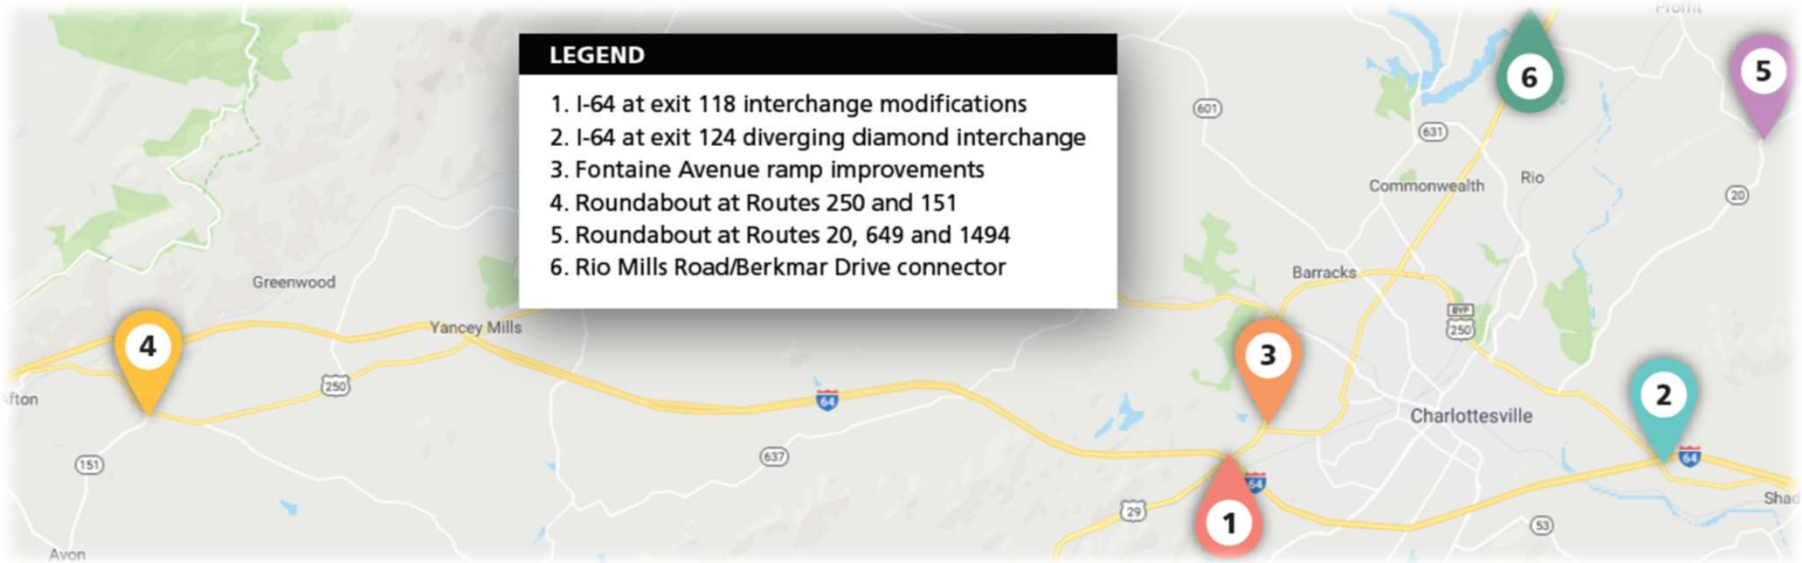 Proffit
LEGEND
1. I-64 at exit 118 interchange modifications
2. I-64 at exit 124 diverging diamond interchange
3. Fontaine Avenue ramp improvements
4. Roundabout at Routes 250 and 151
5. Roundabout at Routes 20, 649 and 1494
6. Rio Mills Road/Berkmar Drive connector
6
5
601
631
Commonwealth
Rio
20
Greenwood
Barracks
Yancey Mills
BYP
250
4
3
250
64
fton
2
Charlottesville
151
637
64
64
Shad
29
1
53
Avon